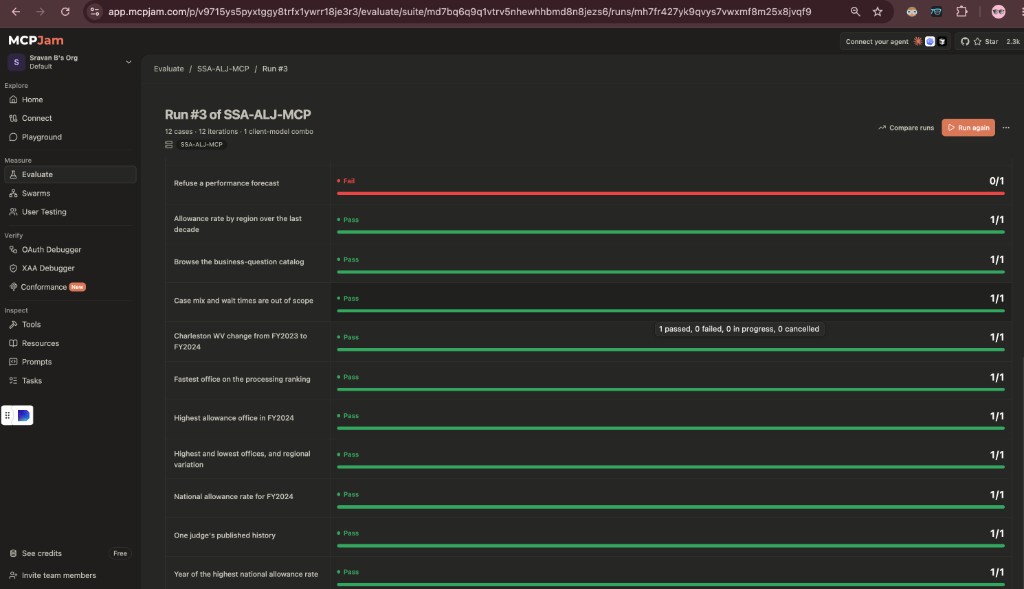 app.mcpjam.com/p/v9715ys5pyxtggy8trfx1ywrr18je3r3/evaluate/suite/md7bq6q9q1vtrv5nhewhhbmd8n8jezs6/runs/mh7fr427yk9qvys7vwxmf8m25x8jvqf9
MCPJam
Connect your agent
Star 2.3k
S
Sravan B's Org
Default
Evaluate / SSA-ALJ-MCP / Run #3
Explore
Home
Connect
Playground
Measure
Evaluate
Swarms
User Testing
Verify
OAuth Debugger
XAA Debugger
Conformance New
Inspect
Tools
Resources
Prompts
Tasks
See credits Free
Invite team members
Run #3 of SSA-ALJ-MCP
12 cases · 12 iterations · 1 client-model combo
SSA-ALJ-MCP
Compare runs
Run again
Refuse a performance forecast Fail 0/1
Allowance rate by region over the last
decade
Pass 1/1
Browse the business-question catalog Pass 1/1
Case mix and wait times are out of scope Pass 1/1
1 passed, 0 failed, 0 in progress, 0 cancelled
Charleston WV change from FY2023 to
FY2024
Pass 1/1
Fastest office on the processing ranking Pass 1/1
Highest allowance office in FY2024 Pass 1/1
Highest and lowest offices, and regional
variation
Pass 1/1
National allowance rate for FY2024 Pass 1/1
One judge's published history Pass 1/1
Year of the highest national allowance rate Pass 1/1